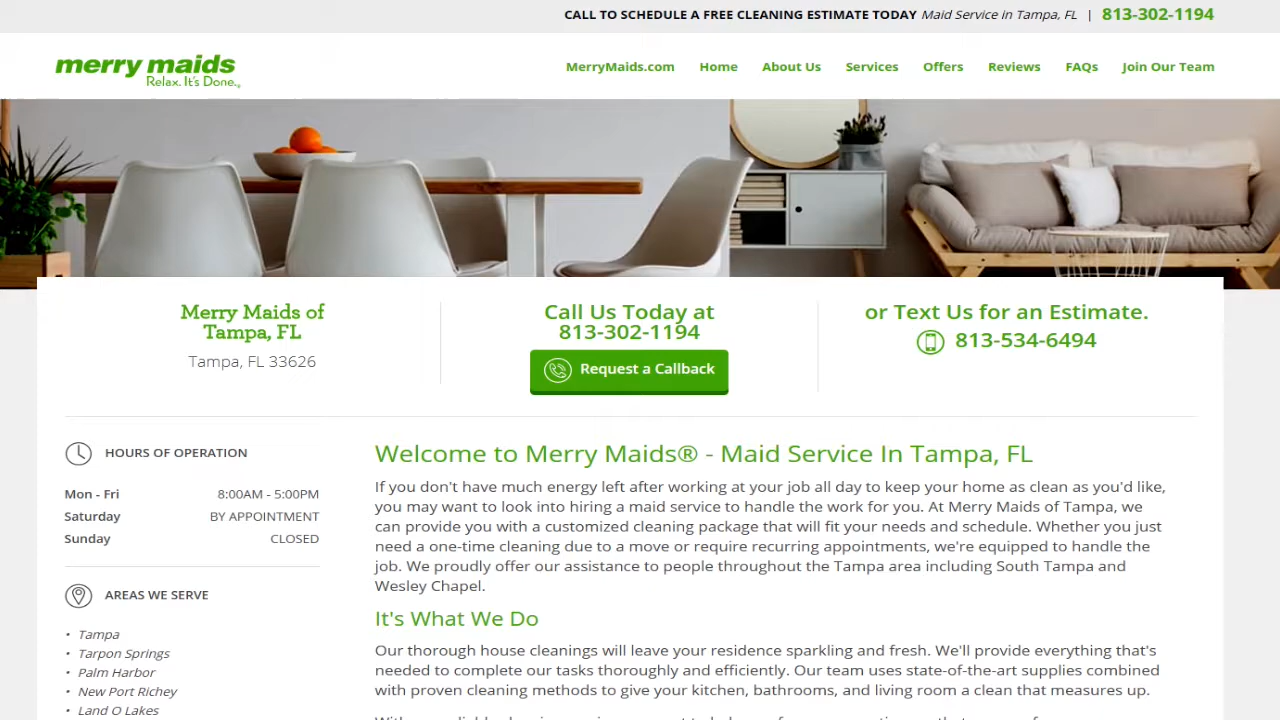 CALL TO SCHEDULE A FREE CLEANING ESTIMATE TODAY Maid Service in Tampa, FL | 813-302-1194
merry maids
Relax. It's Done.®
MerryMaids.com Home About Us Services Offers Reviews FAQs Join Our Team
Merry Maids of
Tampa, FL
Tampa, FL 33626
Call Us Today at
813-302-1194
Request a Callback
or Text Us for an Estimate.
813-534-6494
HOURS OF OPERATION
Mon - Fri 8:00AM - 5:00PM
Saturday BY APPOINTMENT
Sunday CLOSED
AREAS WE SERVE
• Tampa
• Tarpon Springs
• Palm Harbor
• New Port Richey
• Land O Lakes
Welcome to Merry Maids® - Maid Service In Tampa, FL
If you don't have much energy left after working at your job all day to keep your home as clean as you'd like,
you may want to look into hiring a maid service to handle the work for you. At Merry Maids of Tampa, we
can provide you with a customized cleaning package that will fit your needs and schedule. Whether you just
need a one-time cleaning due to a move or require recurring appointments, we're equipped to handle the
job. We proudly offer our assistance to people throughout the Tampa area including South Tampa and
Wesley Chapel.
It's What We Do
Our thorough house cleanings will leave your residence sparkling and fresh. We'll provide everything that's
needed to complete our tasks thoroughly and efficiently. Our team uses state-of-the-art supplies combined
with proven cleaning methods to give your kitchen, bathrooms, and living room a clean that measures up.